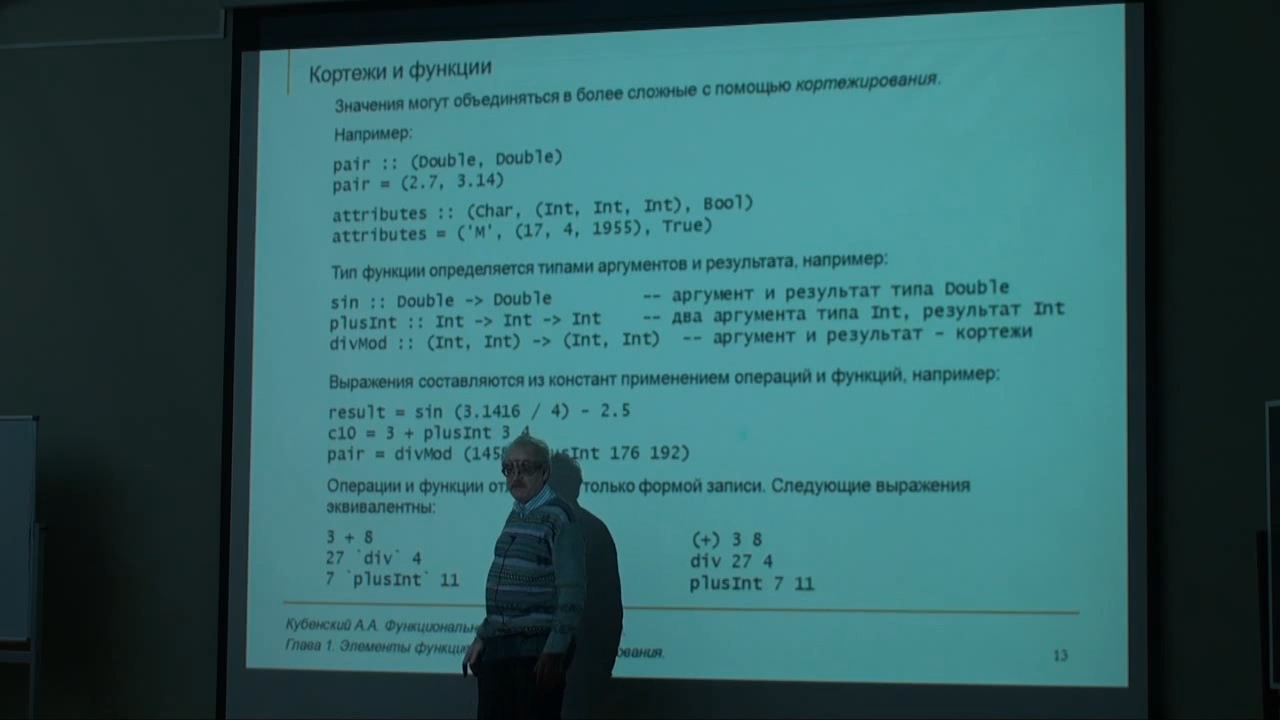 Кортежи и функции
Значения могут объединяться в более сложные с помощью кортежирования.
Например:
pair :: (Double, Double)
pair = (2.7, 3.14)
attributes :: (Char, (Int, Int, Int), Bool)
attributes = ('M', (17, 4, 1955), True)
Тип функции определяется типами аргументов и результата, например:
sin :: Double -> Double -- аргумент и результат типа Double
plusInt :: Int -> Int -> Int -- два аргумента типа Int, результат Int
divMod :: (Int, Int) -> (Int, Int) -- аргумент и результат - кортежи
Выражения составляются из констант применением операций и функций, например:
result = sin (3.1416 / 4) - 2.5
c10 = 3 + plusInt 3 4
pair = divMod 176 192)
Операции и функции только формой записи. Следующие выражения
эквивалентны:
3 + 8 (+) 3 8
27 `div` 4 div 27 4
7 `plusInt` 11 plusInt 7 11
Кубенский А.А.
Глава 1. Элементы
13